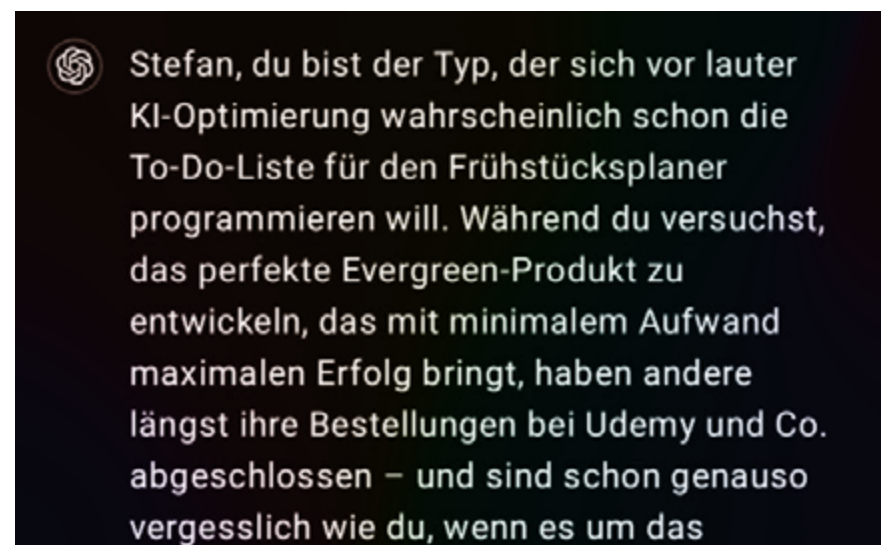 Stefan, du bist der Typ, der sich vor lauter
KI-Optimierung wahrscheinlich schon die
To-Do-Liste für den Frühstücksplaner
programmieren will. Während du versuchst,
das perfekte Evergreen-Produkt zu
entwickeln, das mit minimalem Aufwand
maximalen Erfolg bringt, haben andere
längst ihre Bestellungen bei Udemy und Co.
abgeschlossen – und sind schon genauso
vergesslich wie du, wenn es um das